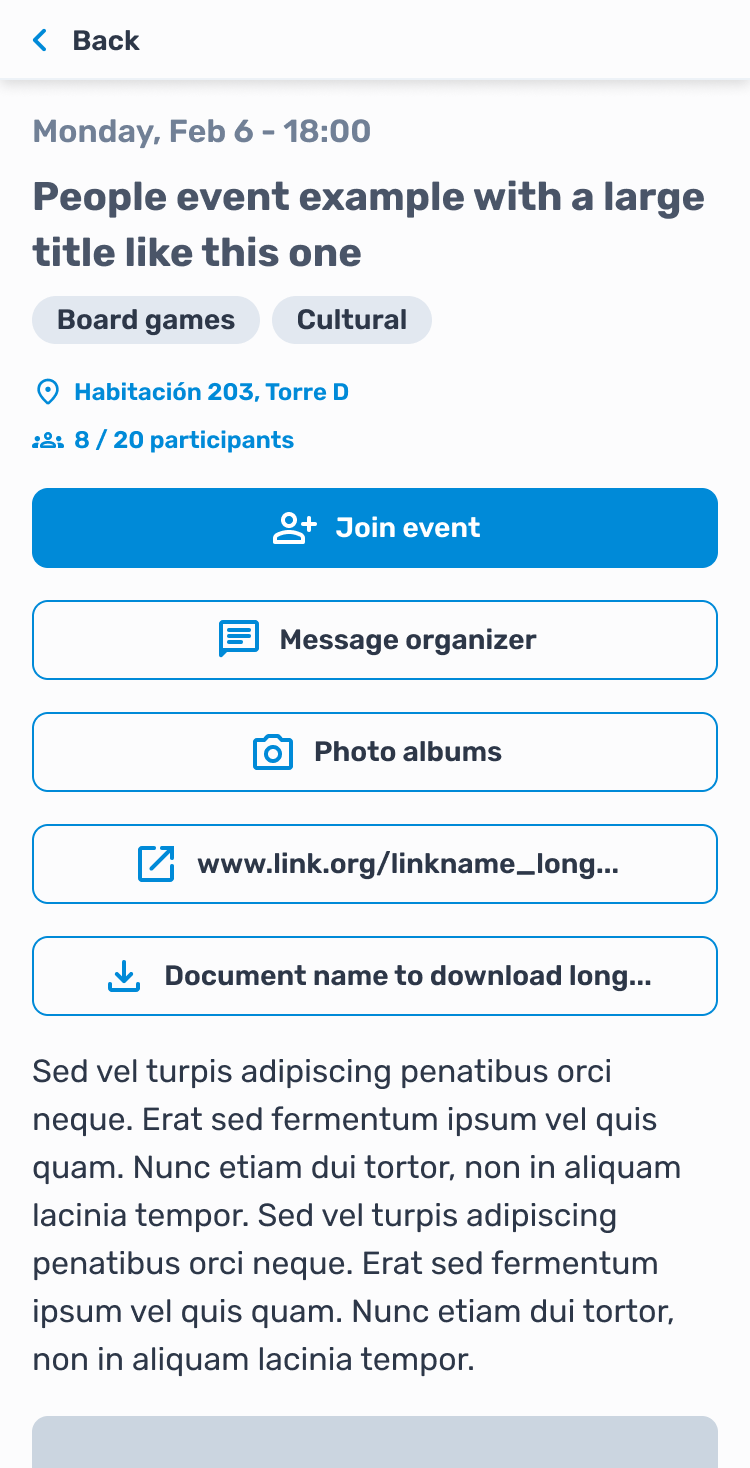 Back
Monday, Feb 6 - 18:00
People event example with a large
title like this one
Board games
Cultural
Habitación 203, Torre D
8 / 20 participants
Join event
Message organizer
Photo albums
www.link.org/linkname_long...
Document name to download long...
Sed vel turpis adipiscing penatibus orci
neque. Erat sed fermentum ipsum vel quis
quam. Nunc etiam dui tortor, non in aliquam
lacinia tempor. Sed vel turpis adipiscing
penatibus orci neque. Erat sed fermentum
ipsum vel quis quam. Nunc etiam dui tortor,
non in aliquam lacinia tempor.